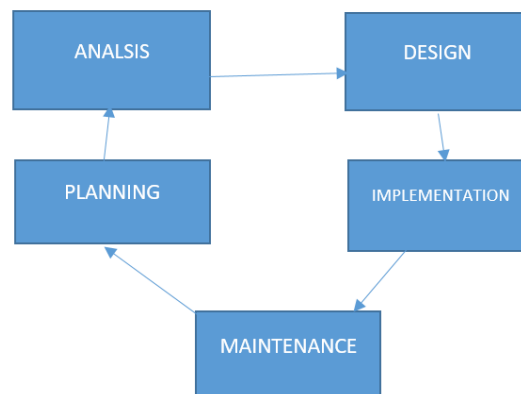 ANALSIS
DESIGN
PLANNING
IMPLEMENTATION
MAINTENANCE